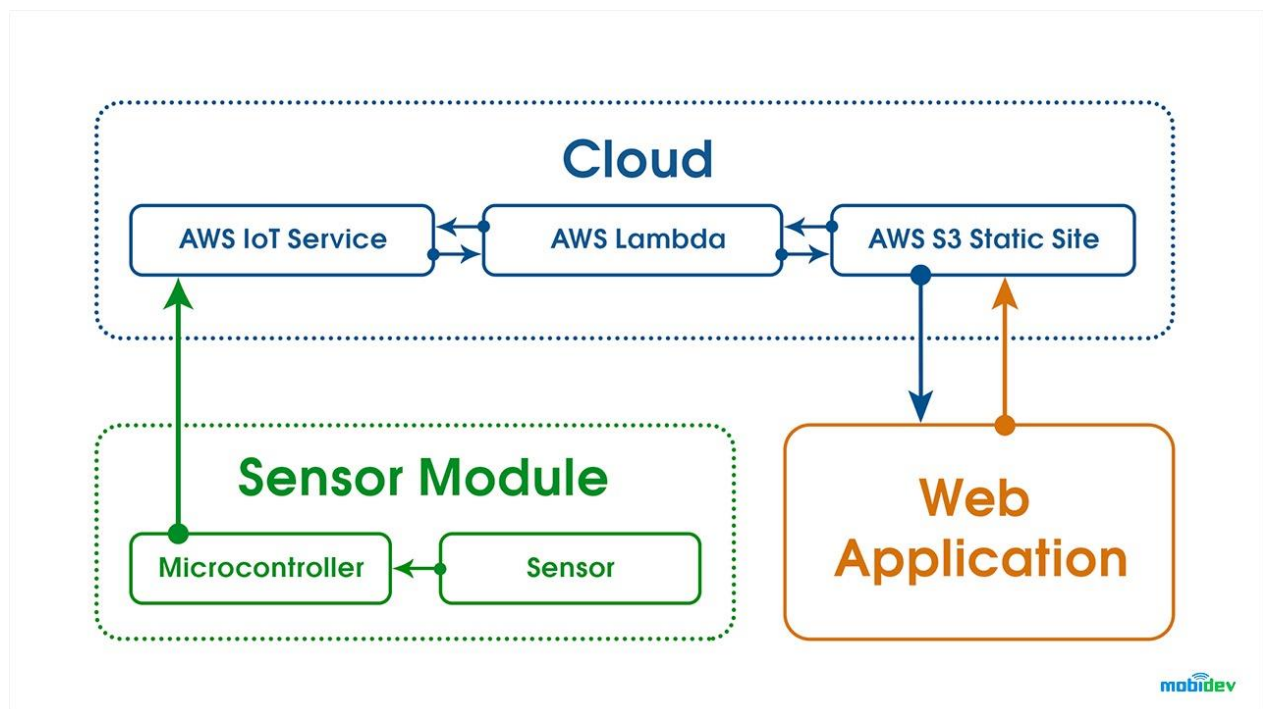 Cloud
AWS IoT Service
AWS Lambda
AWS S3 Static Site
Sensor Module
Microcontroller
Sensor
Web
Application
mobidev